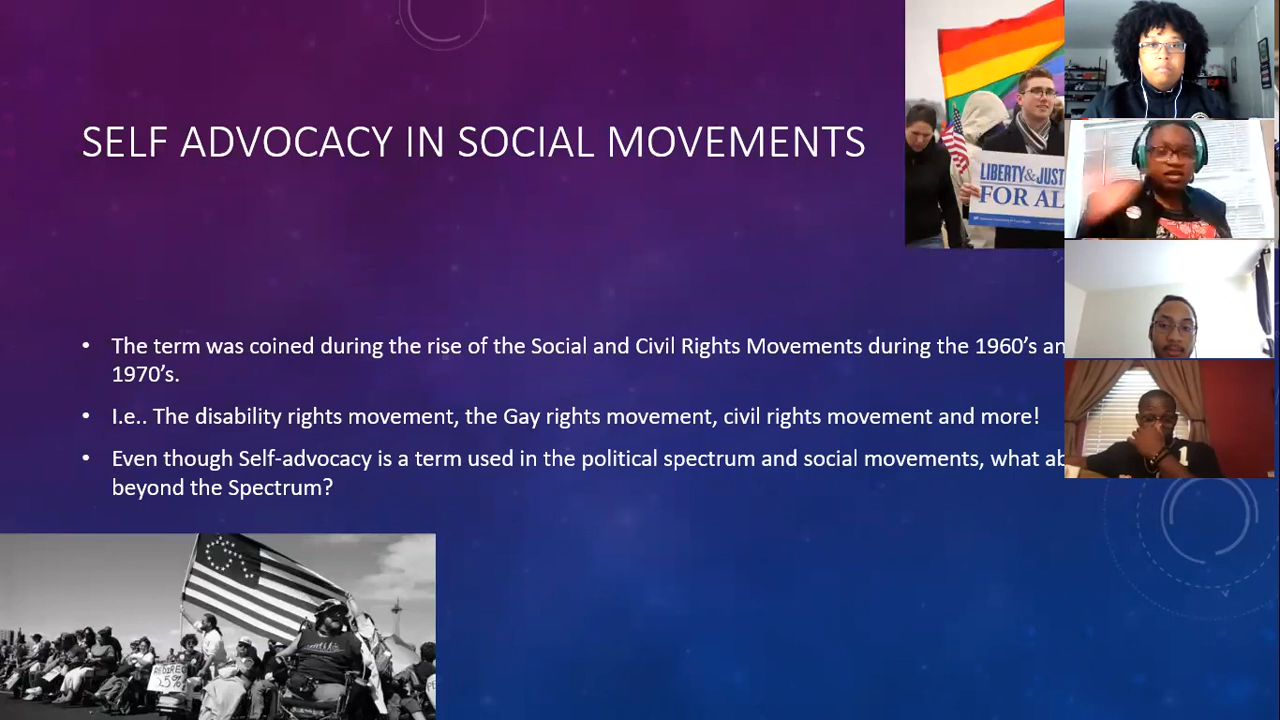 SELF ADVOCACY IN SOCIAL MOVEMENTS
LIBERTY & JUST
FOR AL
• The term was coined during the rise of the Social and Civil Rights Movements during the 1960's an
1970's.
• I.e.. The disability rights movement, the Gay rights movement, civil rights movement and more!
• Even though Self-advocacy is a term used in the political spectrum and social movements, what ab
beyond the Spectrum?
1